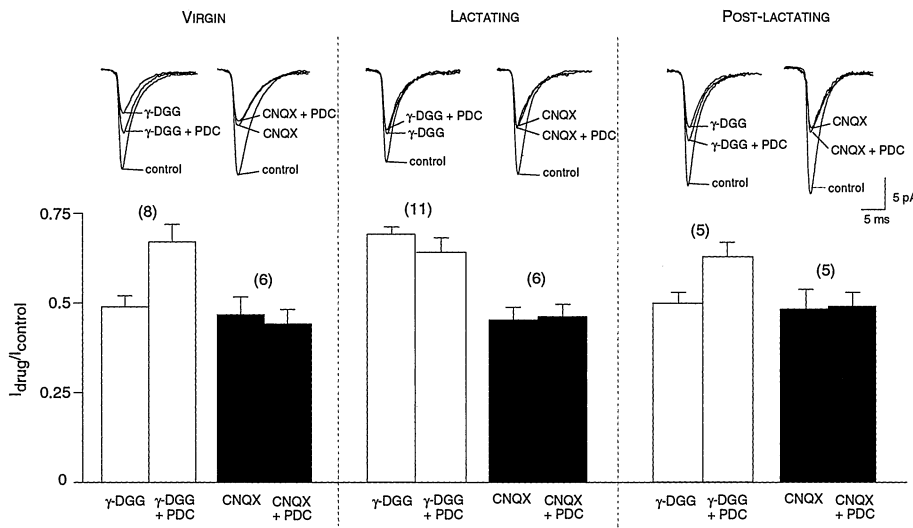 VIRGIN
LACTATING
POST-LACTATING
γ-DGG
γ-DGG + PDC
control
CNQX + PDC
CNQX
control
γ-DGG + PDC
γ-DGG
control
CNQX
CNQX + PDC
γ-DGG
γ-DGG + PDC
control
CNQX
CNQX + PDC
control
5 pA
5 ms
Idrug/Icontrol
0.75
0.5
0.25
0
(8)
(6)
(11)
(6)
(5)
(5)
γ-DGG
γ-DGG
+ PDC
CNQX
CNQX
+ PDC
γ-DGG
γ-DGG
+ PDC
CNQX
CNQX
+ PDC
γ-DGG
γ-DGG
+ PDC
CNQX
CNQX
+ PDC